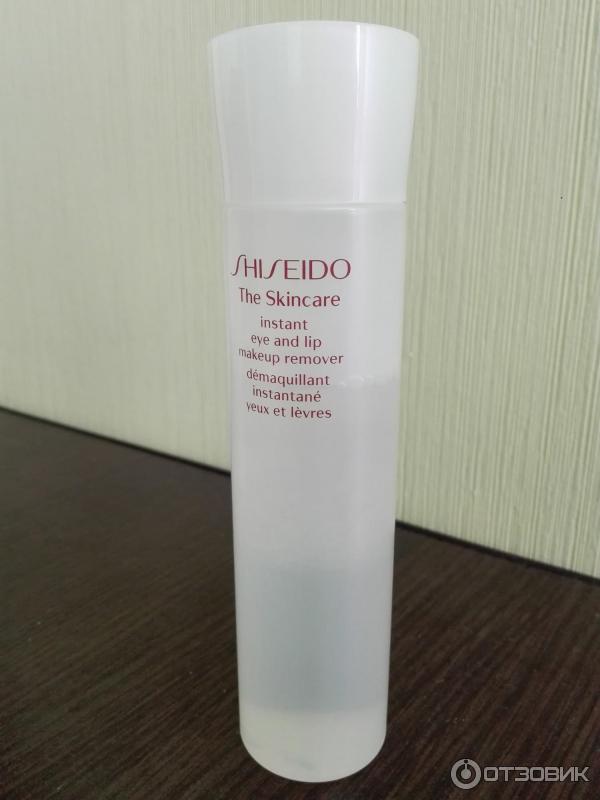 SHISEIDO
The Skincare
instant
eye and lip
makeup remover
démaquillant
instantané
yeux et lèvres
ОТЗОВИК